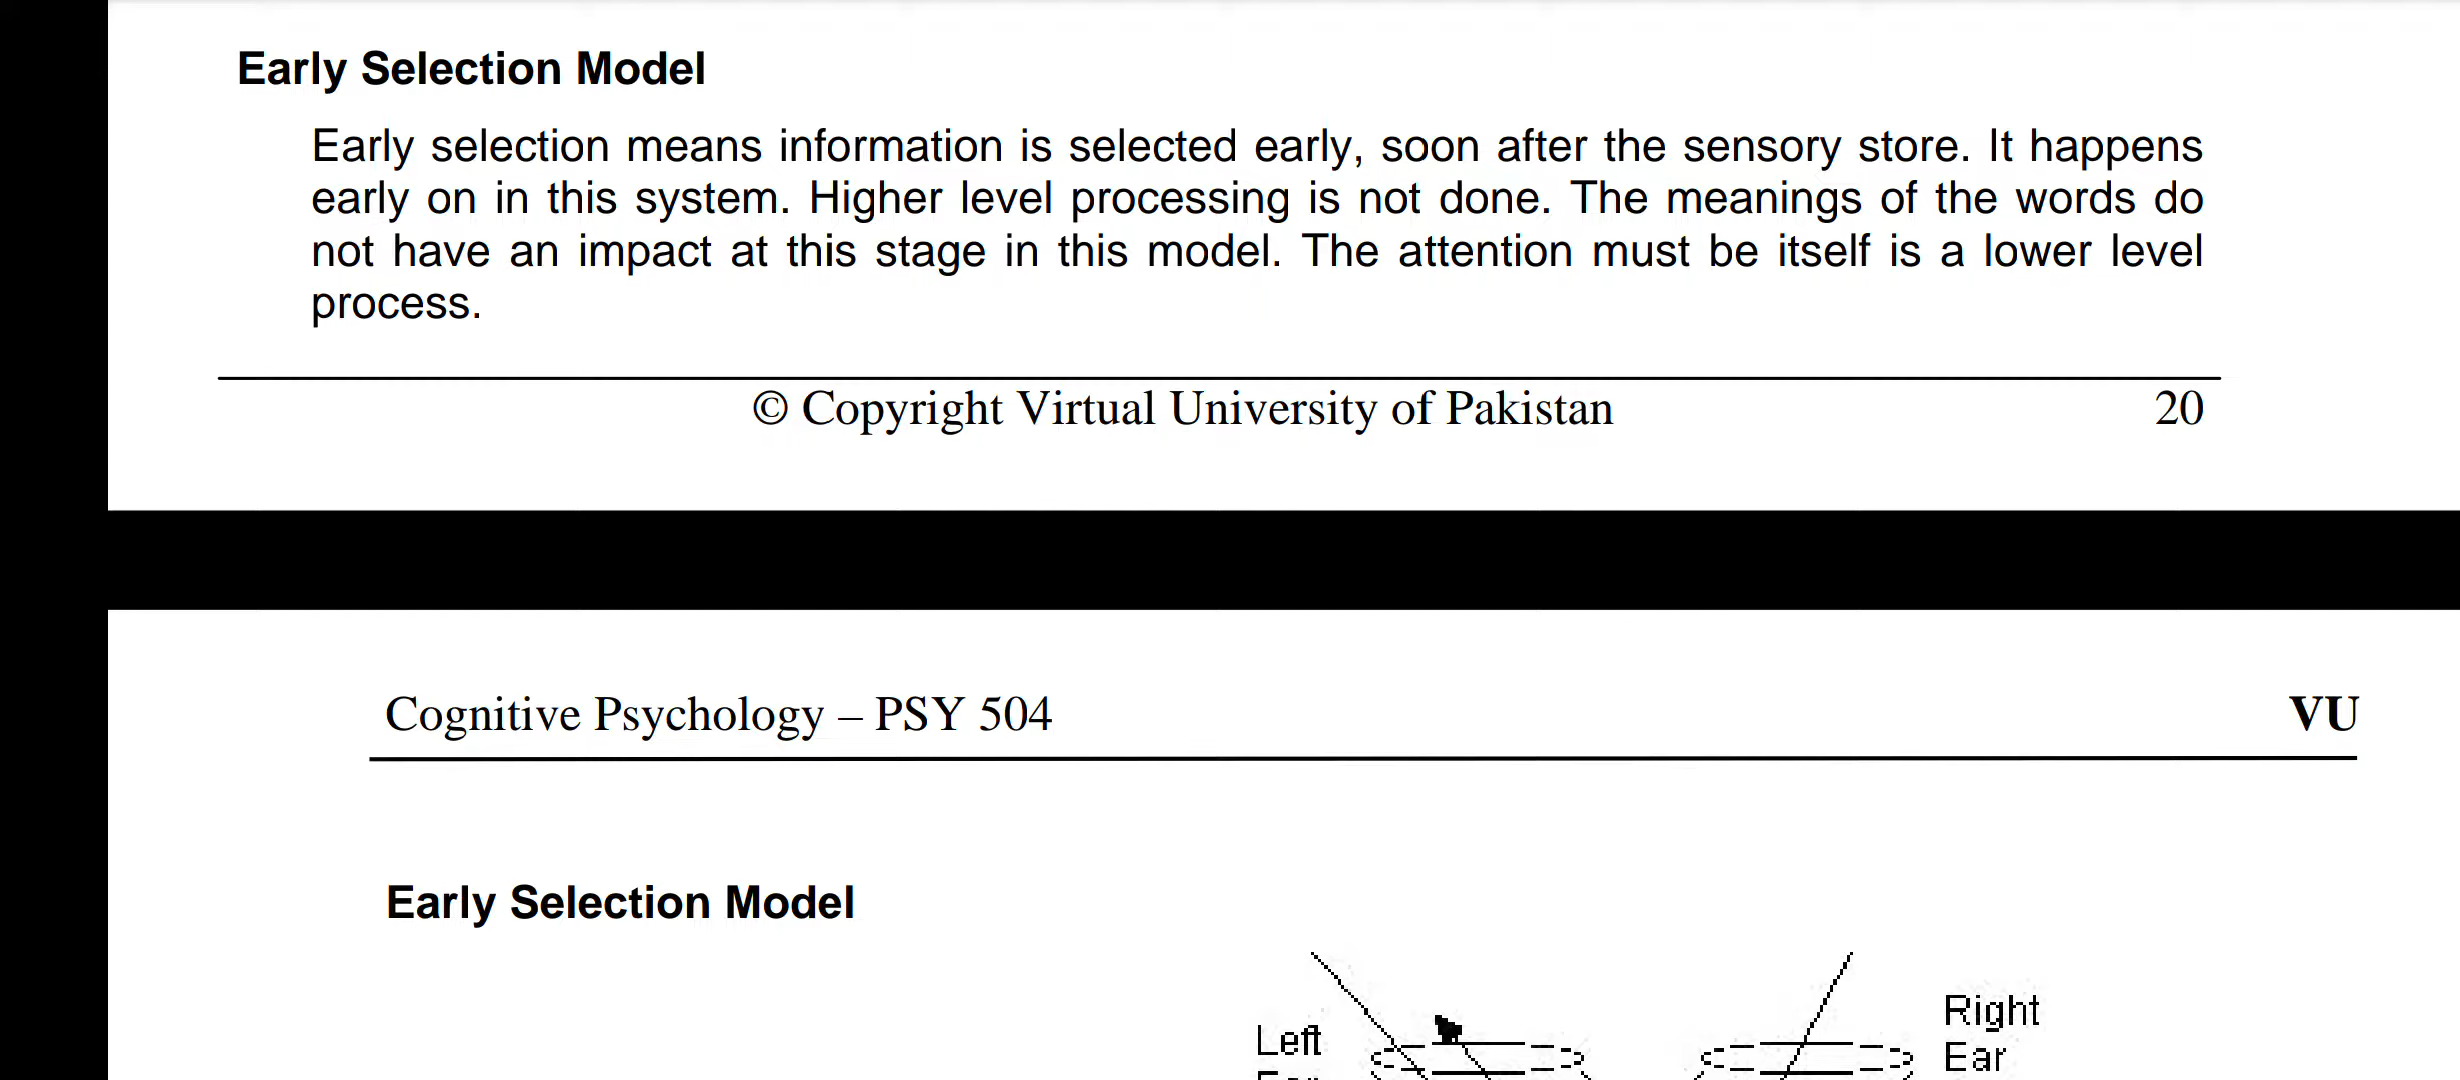 Early Selection Model
Early selection means information is selected early, soon after the sensory store. It happens
early on in this system. Higher level processing is not done. The meanings of the words do
not have an impact at this stage in this model. The attention must be itself is a lower level
process.
© Copyright Virtual University of Pakistan 20
Cognitive Psychology – PSY 504 VU
Early Selection Model
Right
Left
Ear